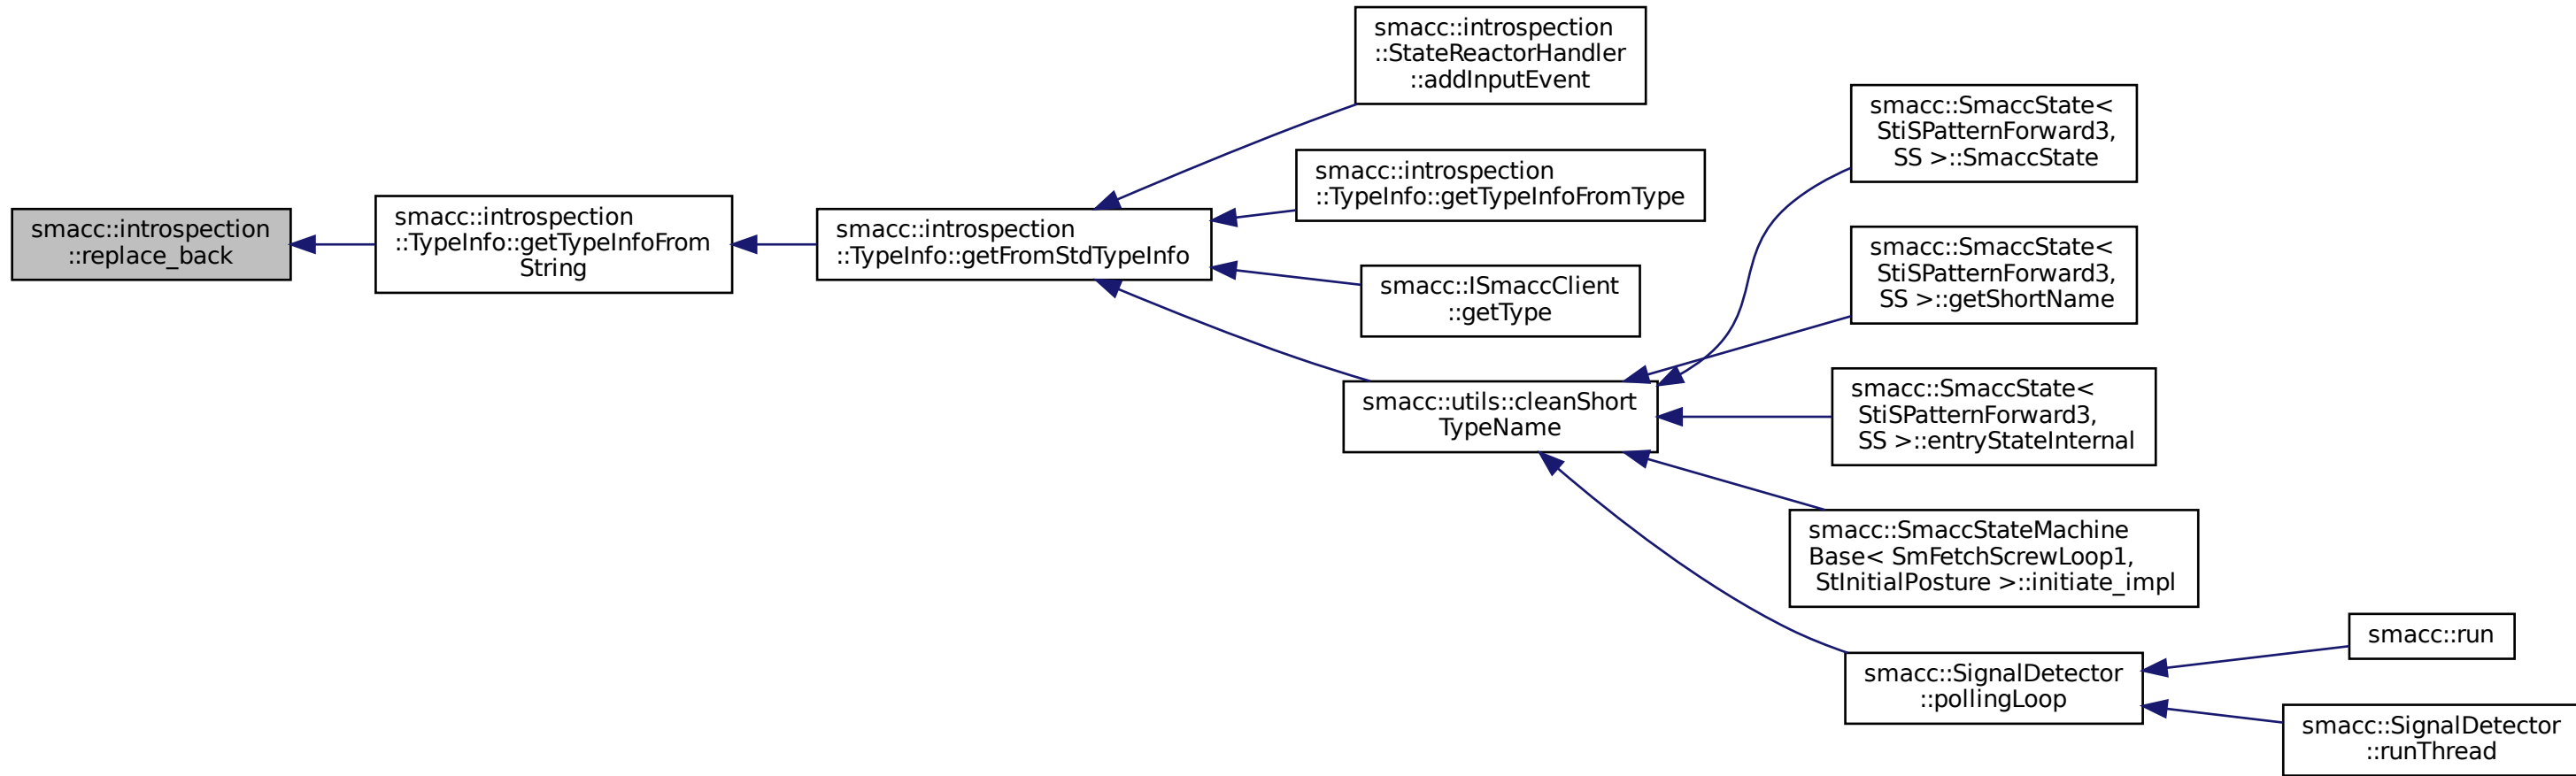 smacc::introspection
::replace_back
smacc::introspection
::TypeInfo::getTypeInfoFrom
String
smacc::introspection
::TypeInfo::getFromStdTypeInfo
smacc::introspection
::StateReactorHandler
::addInputEvent
smacc::introspection
::TypeInfo::getTypeInfoFromType
smacc::ISmaccClient
::getType
smacc::utils::cleanShort
TypeName
smacc::SmaccState<
StiSPatternForward3,
SS >::SmaccState
smacc::SmaccState<
StiSPatternForward3,
SS >::getShortName
smacc::SmaccState<
StiSPatternForward3,
SS >::entryStateInternal
smacc::SmaccStateMachine
Base< SmFetchScrewLoop1,
StInitialPosture >::initiate_impl
smacc::SignalDetector
::pollingLoop
smacc::run
smacc::SignalDetector
::runThread